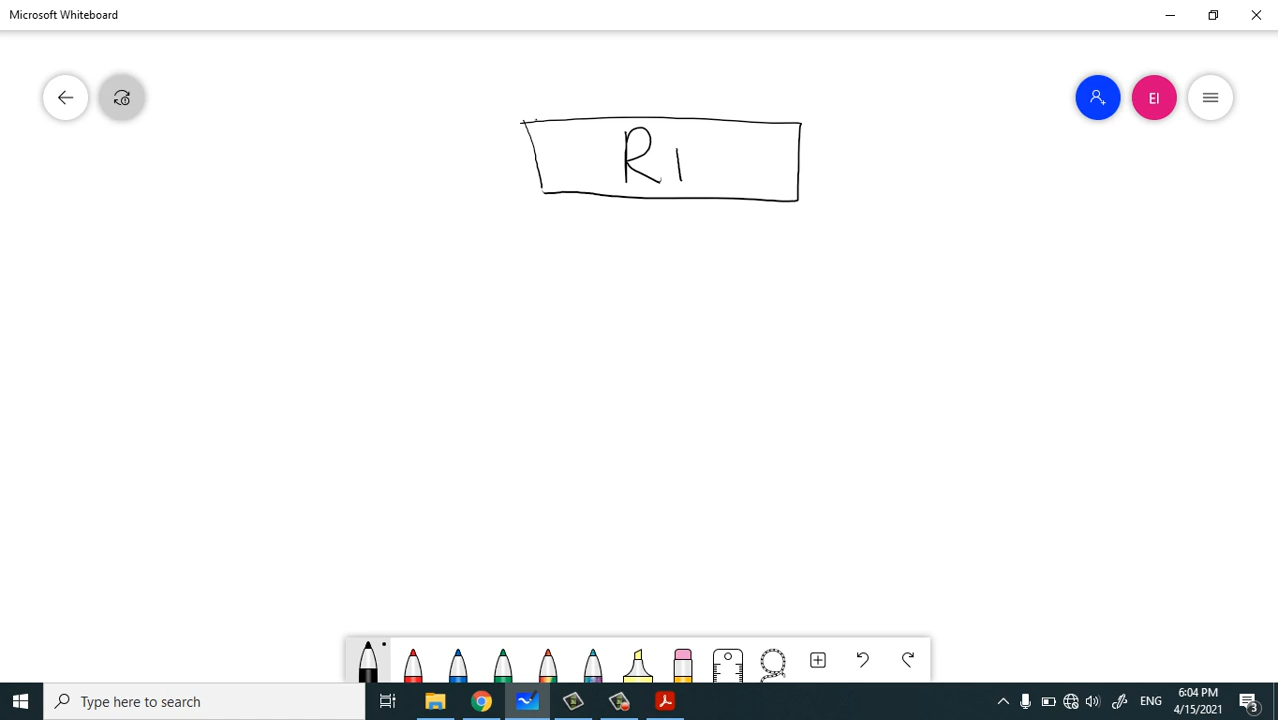 Microsoft Whiteboard
EI
R1
Type here to search
ENG
6:04 PM
4/15/2021
3